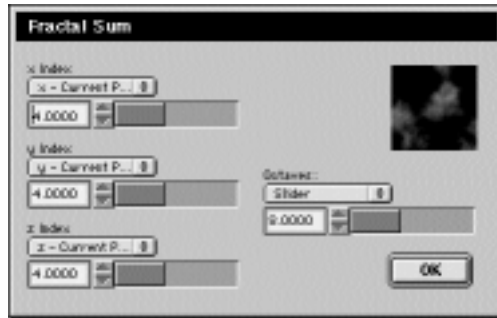 Fractal Sum
x Index:
x - Current P...
4.0000
y Index:
y - Current P...
4.0000
z Index:
z - Current P...
4.0000
Octaves:
Slider
8.0000
OK